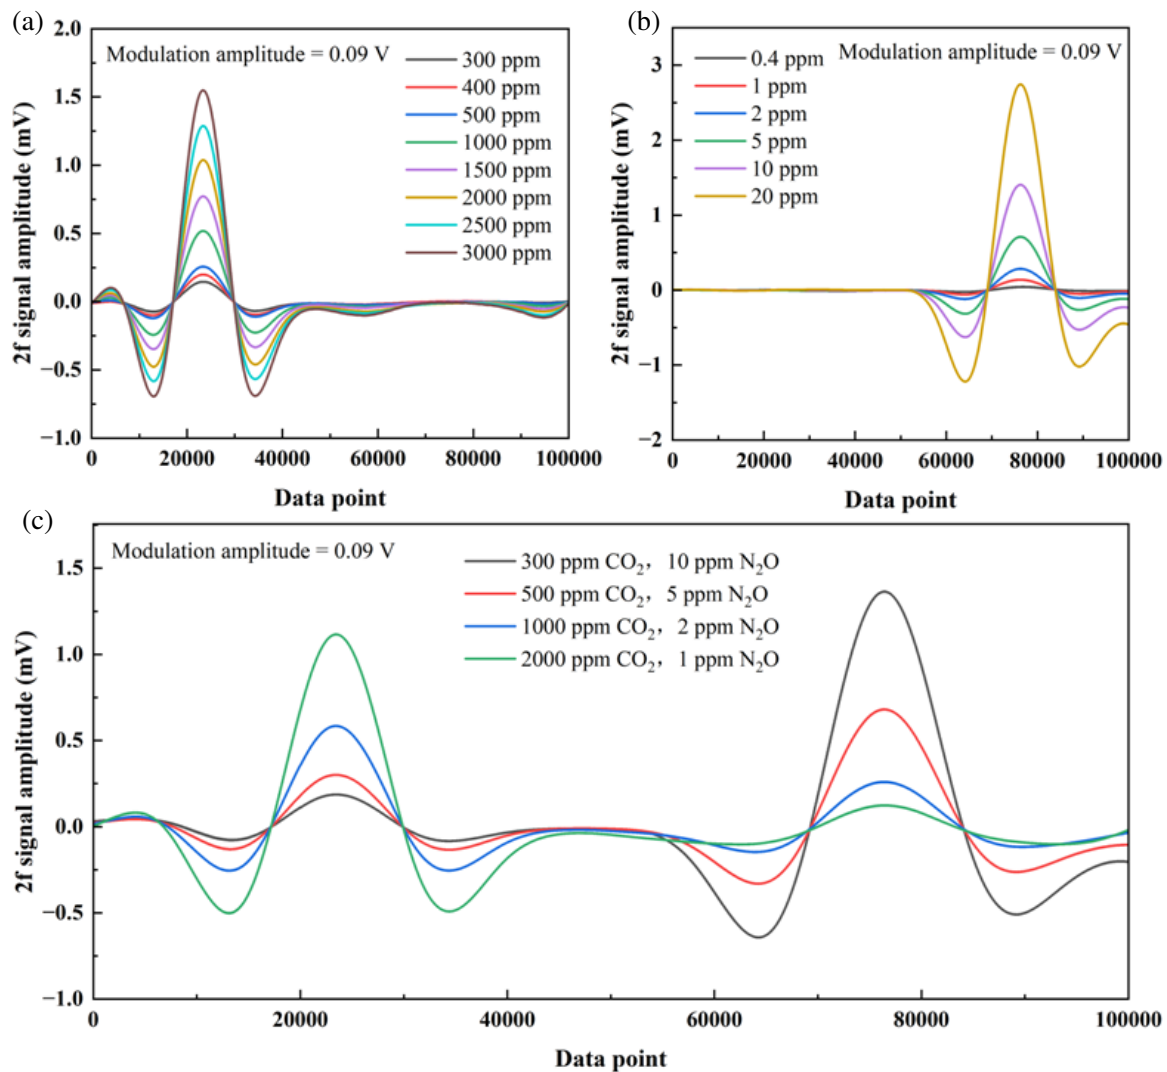 (a)
2.0
1.5
1.0
0.5
0.0
−0.5
−1.0
2f signal amplitude (mV)
Modulation amplitude = 0.09 V
300 ppm
400 ppm
500 ppm
1000 ppm
1500 ppm
2000 ppm
2500 ppm
3000 ppm
0 20000 40000 60000 80000 100000
Data point
(b)
3
2
1
0
−1
−2
2f signal amplitude (mV)
0.4 ppm
1 ppm
2 ppm
5 ppm
10 ppm
20 ppm
Modulation amplitude = 0.09 V
0 20000 40000 60000 80000 100000
Data point
(c)
1.5
1.0
0.5
0.0
−0.5
−1.0
2f signal amplitude (mV)
Modulation amplitude = 0.09 V
300 ppm CO₂, 10 ppm N₂O
500 ppm CO₂, 5 ppm N₂O
1000 ppm CO₂, 2 ppm N₂O
2000 ppm CO₂, 1 ppm N₂O
0 20000 40000 60000 80000 100000
Data point